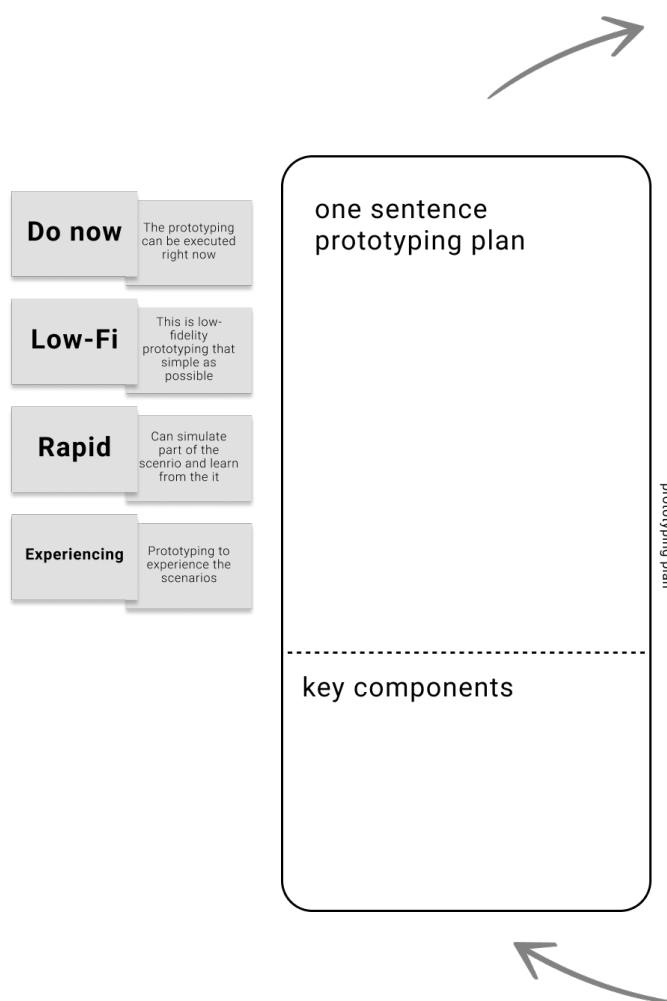 one sentence
prototyping plan
Do now
The prototyping
can be executed
right now
Low-Fi
This is low-
fidelity
prototyping that
simple as
possible
Rapid
Can simulate
part of the
scenrio and learn
from the it
Experiencing
Prototyping to
experience the
scenarios
prototyping plan
key components